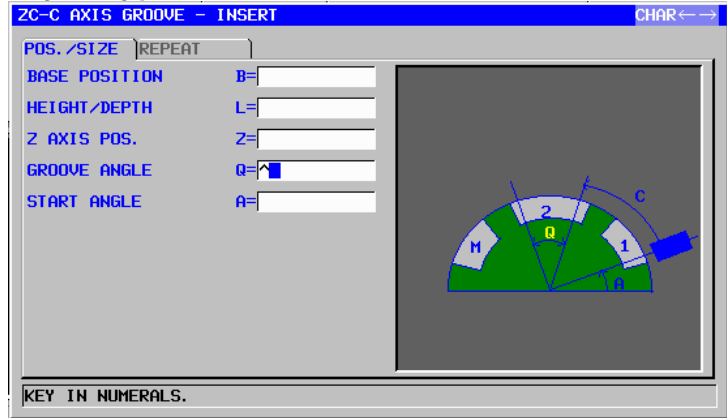 ZC-C AXIS GROOVE - INSERT CHAR←→
POS./SIZE REPEAT
BASE POSITION B=
HEIGHT/DEPTH L=
Z AXIS POS. Z=
GROOVE ANGLE Q=^
START ANGLE A=
C
2
Q
M
1
A
KEY IN NUMERALS.